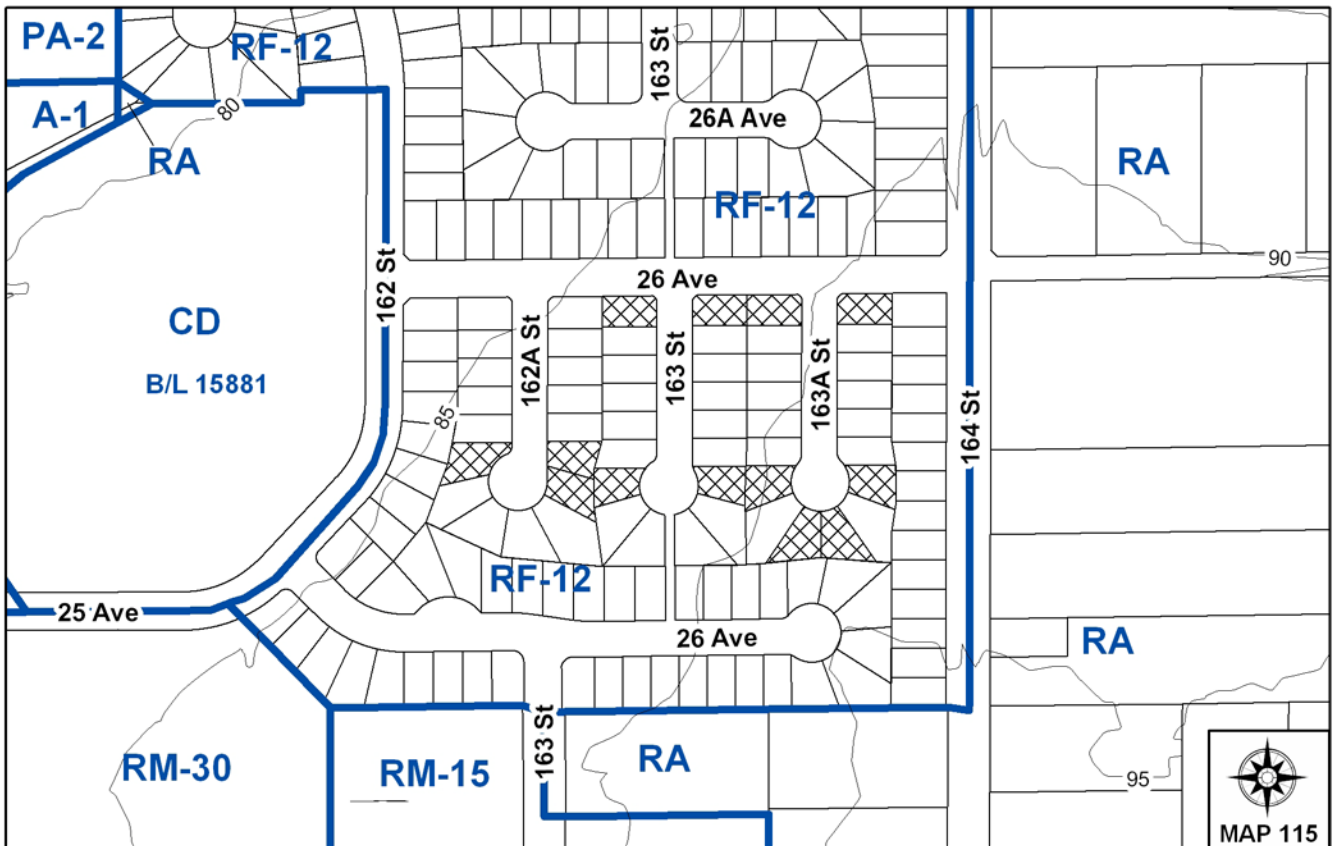 PA-2
RF-12
163 St
80
26A Ave
A-1
RA
RA
RF-12
90
162 St
26 Ave
CD
B/L 15881
162A St
163 St
163A St
85
164 St
RF-12
25 Ave
26 Ave
RA
163 St
RM-30
RM-15
RA
95
MAP 115